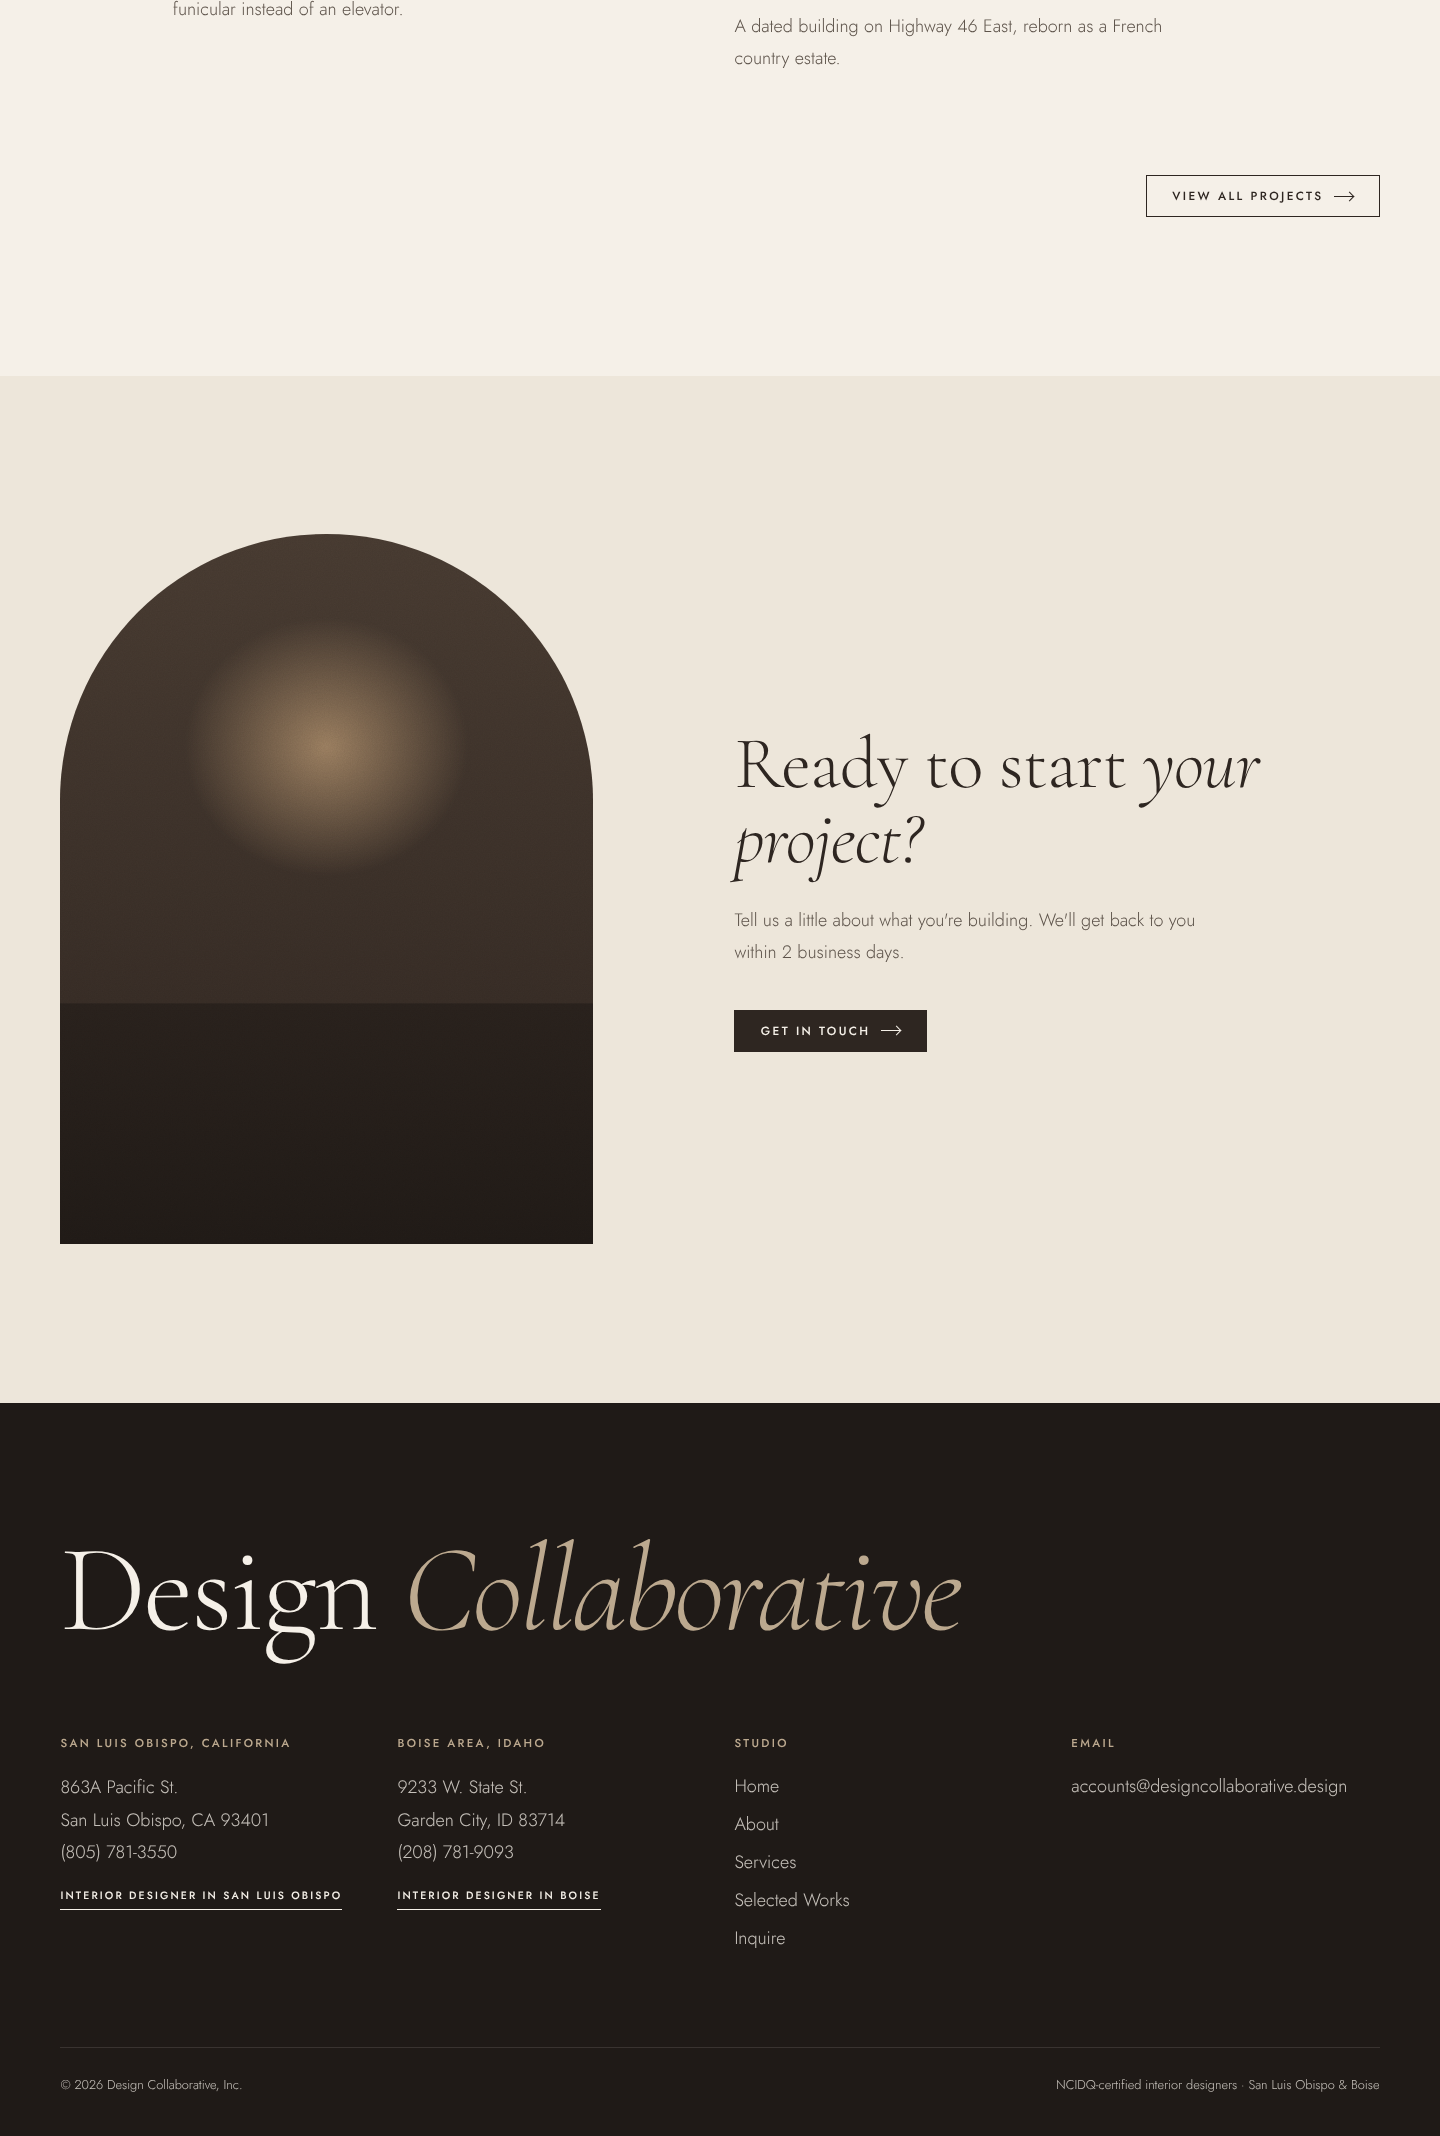 funicular instead of an elevator.
A dated building on Highway 46 East, reborn as a French
country estate.
VIEW ALL PROJECTS
Ready to start your
project?
Tell us a little about what you're building. We'll get back to you
within 2 business days.
GET IN TOUCH
Design Collaborative
SAN LUIS OBISPO, CALIFORNIA
863A Pacific St.
San Luis Obispo, CA 93401
(805) 781-3550
INTERIOR DESIGNER IN SAN LUIS OBISPO
BOISE AREA, IDAHO
9233 W. State St.
Garden City, ID 83714
(208) 781-9093
INTERIOR DESIGNER IN BOISE
STUDIO
Home
About
Services
Selected Works
Inquire
EMAIL
accounts@designcollaborative.design
© 2026 Design Collaborative, Inc.
NCIDQ-certified interior designers · San Luis Obispo & Boise